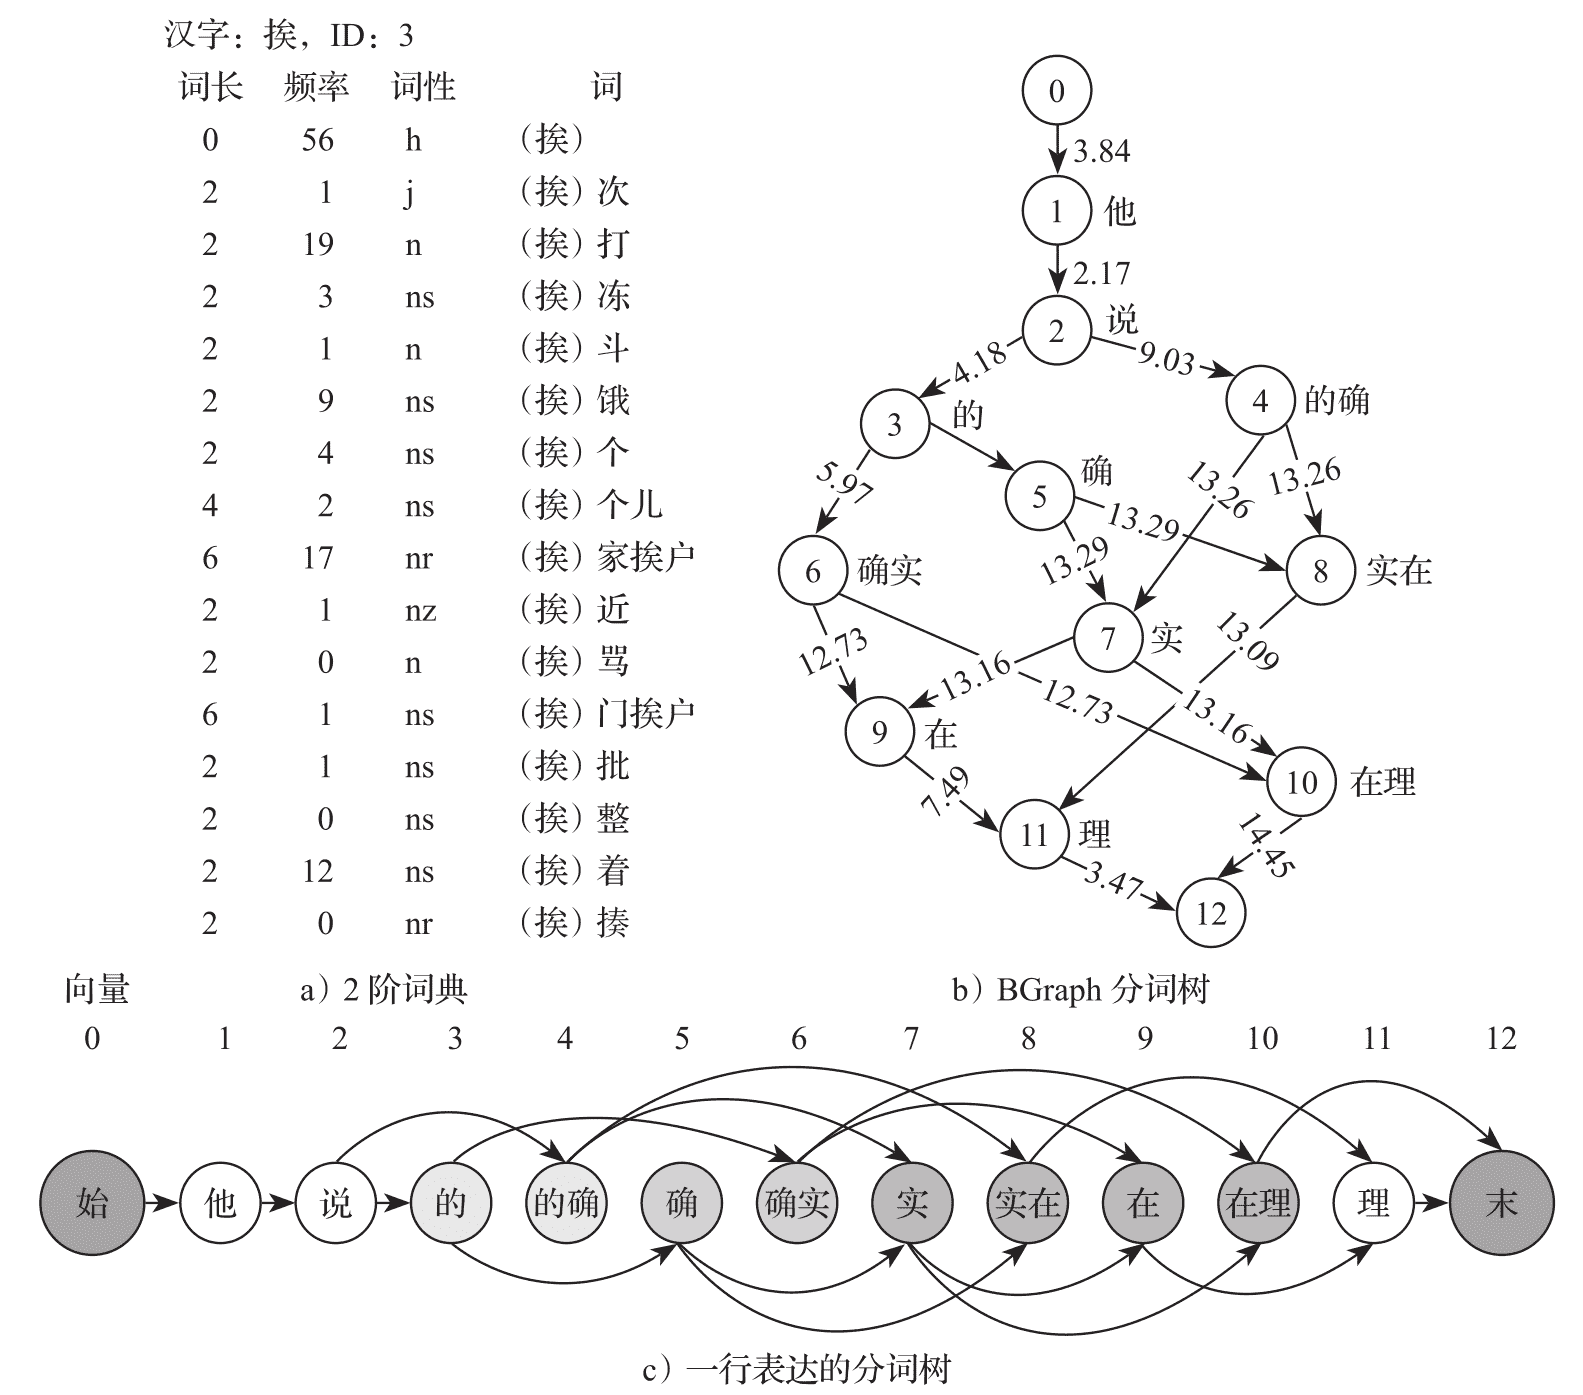 汉字：挨，ID：3
词长 频率 词性 词
0 56 h （挨）
2 1 j （挨）次
2 19 n （挨）打
2 3 ns （挨）冻
2 1 n （挨）斗
2 9 ns （挨）饿
2 4 ns （挨）个
4 2 ns （挨）个儿
6 17 nr （挨）家挨户
2 1 nz （挨）近
2 0 n （挨）骂
6 1 ns （挨）门挨户
2 1 ns （挨）批
2 0 ns （挨）整
2 12 ns （挨）着
2 0 nr （挨）揍
a）2 阶词典
0
3.84
1 他
2.17
2 说
4.18 9.03
3 的
4 的确
5.97
5 确
13.26 13.26
13.29
13.29
6 确实
8 实在
7 实
12.73
13.16
13.09
12.73
13.16
9 在
10 在理
7.49
11 理
14.45
3.47
12
b）BGraph 分词树
向量
0 1 2 3 4 5 6 7 8 9 10 11 12
始 他 说 的 的确 确 确实 实 实在 在 在理 理 末
c）一行表达的分词树